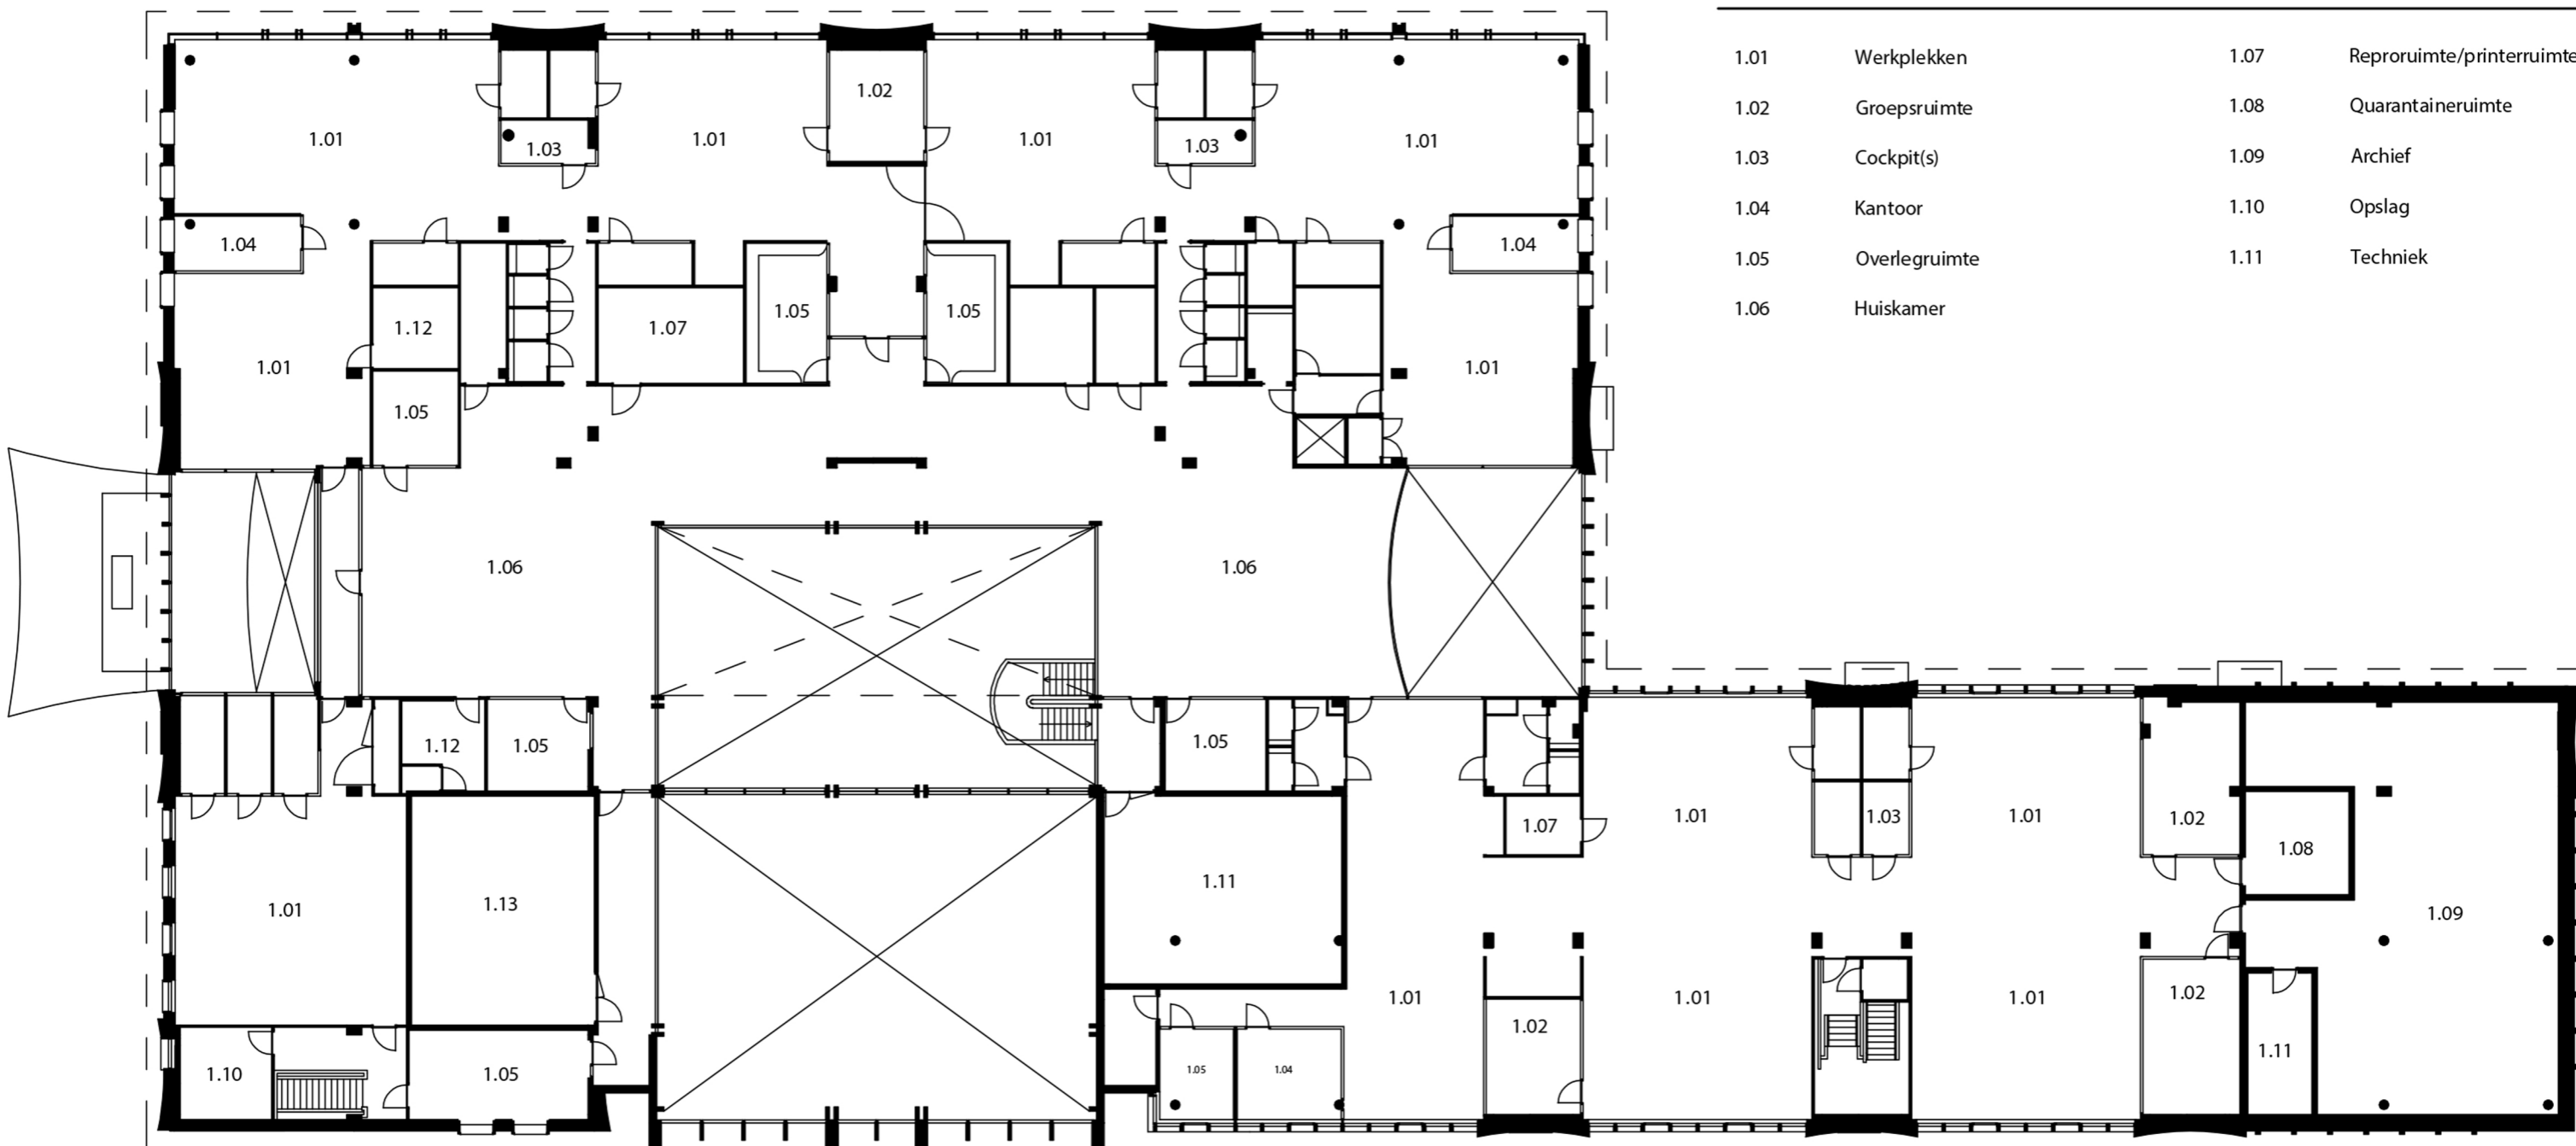 1.01 Werkplekken 1.07 Reproruimte/printerruimte
1.02 Groepsruimte 1.08 Quarantaineruimte
1.03 Cockpit(s) 1.09 Archief
1.04 Kantoor 1.10 Opslag
1.05 Overlegruimte 1.11 Techniek
1.06 Huiskamer
1.02
1.01 1.03 1.01 1.01 1.03 1.01
1.04 1.04
1.12 1.07 1.05 1.05
1.01 1.01
1.05
1.06 1.06
1.12 1.05 1.05
1.07 1.01 1.03 1.01 1.02
1.08
1.01 1.13 1.11 1.09
1.01 1.01 1.01 1.02
1.02
1.10 1.05 1.05 1.04 1.11